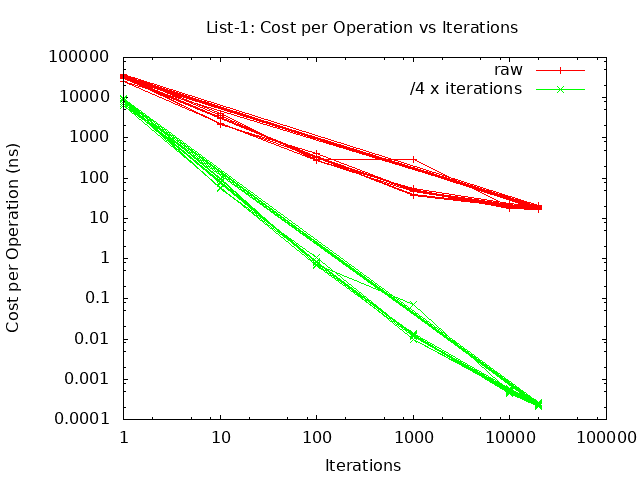 List-1: Cost per Operation vs Iterations
100000
10000
1000
100
10
1
0.1
0.01
0.001
0.0001
Cost per Operation (ns)
raw
/4 x iterations
1 10 100 1000 10000 100000
Iterations